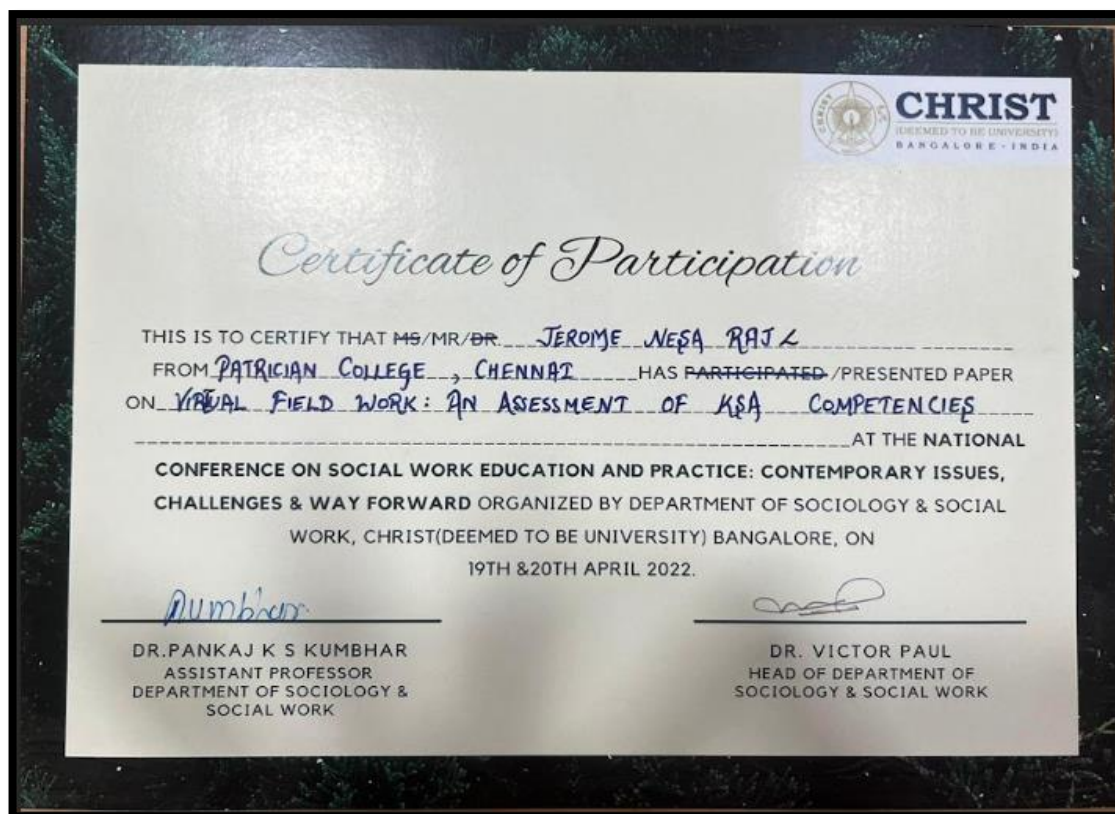 CHRIST
(DEEMED TO BE UNIVERSITY)
BANGALORE - INDIA
Certificate of Participation
THIS IS TO CERTIFY THAT MS/MR/DR JEROME NESA RAJ L
FROM PATRICIAN COLLEGE, CHENNAI HAS PARTICIPATED /PRESENTED PAPER
ON VIRTUAL FIELD WORK: AN ASSESSMENT OF KSA COMPETENCIES
AT THE NATIONAL
CONFERENCE ON SOCIAL WORK EDUCATION AND PRACTICE: CONTEMPORARY ISSUES,
CHALLENGES & WAY FORWARD ORGANIZED BY DEPARTMENT OF SOCIOLOGY & SOCIAL
WORK, CHRIST(DEEMED TO BE UNIVERSITY) BANGALORE, ON
19TH &20TH APRIL 2022.
DR.PANKAJ K S KUMBHAR
ASSISTANT PROFESSOR
DEPARTMENT OF SOCIOLOGY &
SOCIAL WORK
DR. VICTOR PAUL
HEAD OF DEPARTMENT OF
SOCIOLOGY & SOCIAL WORK